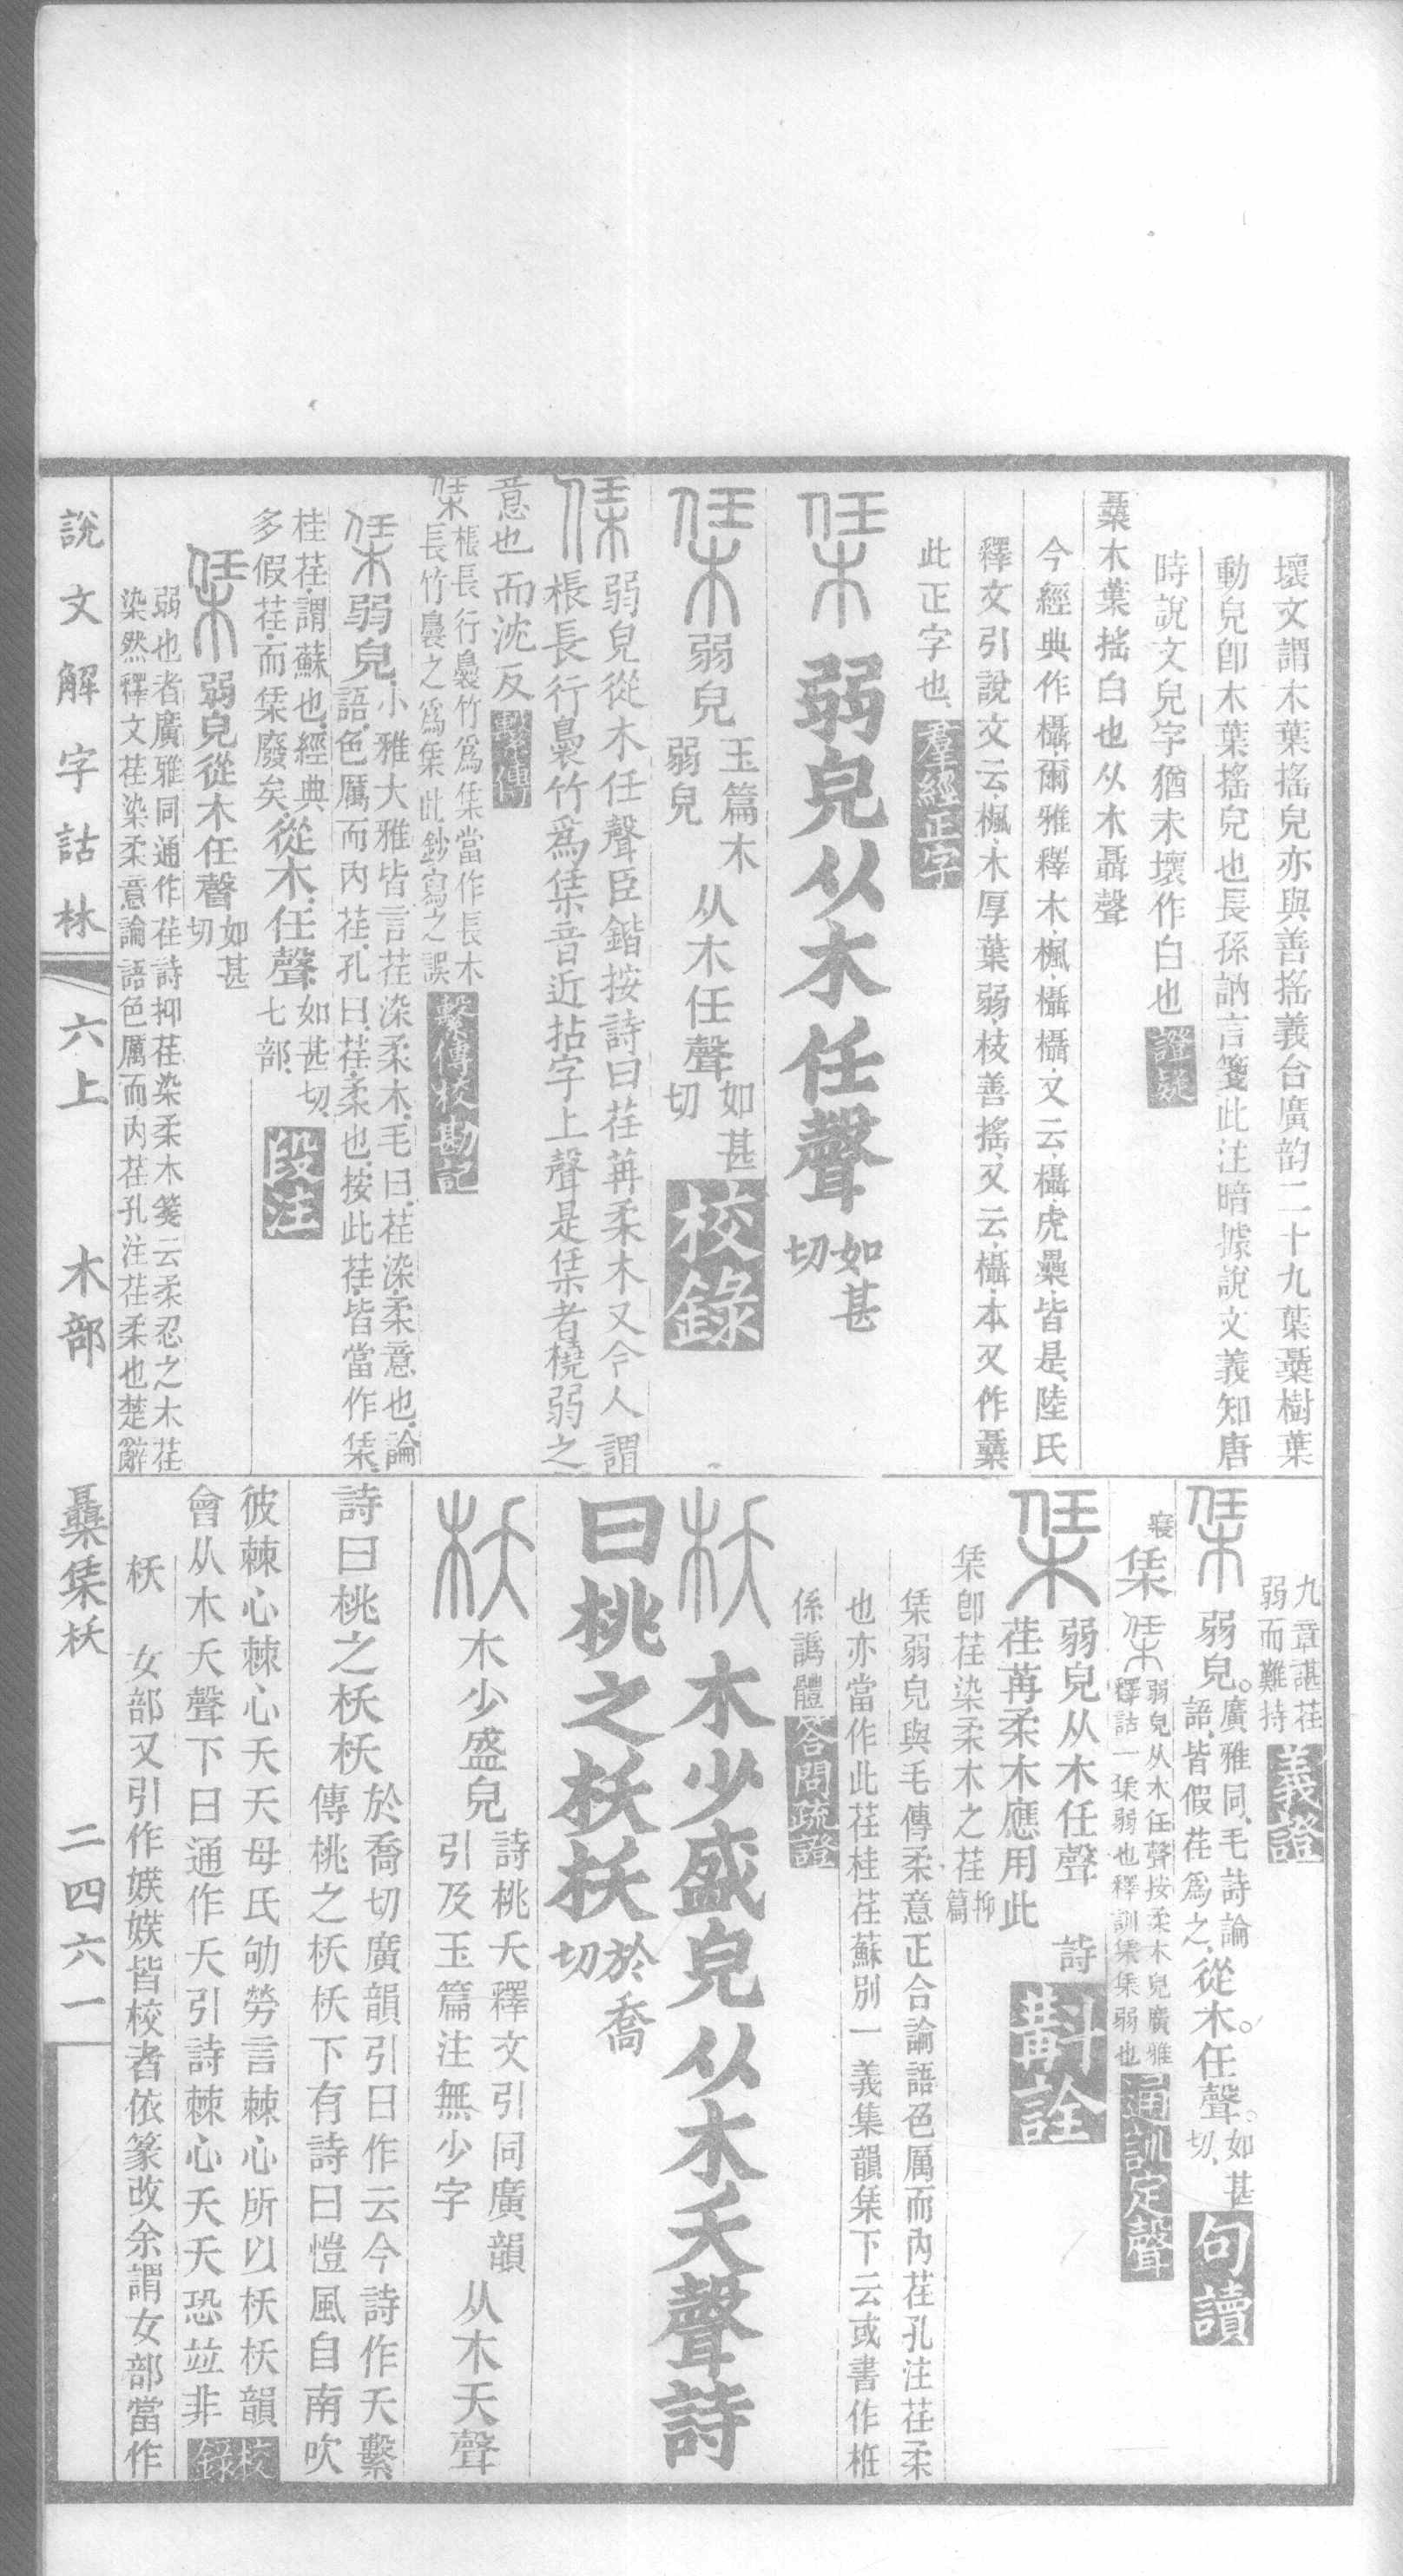 壞文謂木葉搖皃亦與善搖義合廣韵二十九葉櫐樹葉
動皃卽木葉搖皃也長孫訥言箋此注暗據說文義知唐
時說文皃字猶未壞作白也 證疑
木葉搖白也从木聶聲
今經典作欇爾雅釋木楓欇欇又云欇虎櫐皆是陸氏
釋文引說文云楓木厚葉弱枝善搖又云欇本又作
此正字也 羣經正字
弱皃从木任聲 如甚切
弱皃 玉篇木弱皃 从木任聲 如甚切 校錄
弱皃從木任聲臣鍇按詩曰荏苒柔木又今人謂
棖長行裊竹爲栠音近拈字上聲是栠者橈弱之
意也而沈反 繫傳
棖長行裊竹爲栠當作長木
長竹裊之爲栠此鈔寫之誤 繫傳校勘記
弱皃 小雅大雅皆言荏染柔木毛曰荏染柔意也論
語色厲而內荏孔曰荏柔也按此荏皆當作栠
桂荏謂蘇也經典
多假荏而栠廢矣 從木任聲 如甚切七部 段注
弱皃從木任聲 如甚切
弱也者廣雅同通作荏詩抑荏染柔木箋云柔忍之木荏
染然釋文荏染柔意論語色厲而內荏孔注荏柔也楚辭
九章諶荏
弱而難持 義證
弱皃 廣雅同毛詩論語皆假荏爲之 從木任聲 如甚切 句讀
栠 弱皃从木任聲按柔木皃廣雅
釋詁一栠弱也釋訓栠栠弱也 通訓定聲
弱皃从木任聲 詩
荏苒柔木應用此 斠詮
栠卽荏染柔木之荏 抑篇
栠弱皃與毛傳柔意正合論語色厲而內荏孔注荏柔
也亦當作此荏桂荏蘇別一義集韻栠下云或書作栣
係譌體 答問疏證
木少盛皃从木夭聲詩
曰桃之枖枖 於喬切
木少盛皃 詩桃夭釋文引同廣韻
引及玉篇注無少字 从木夭聲
詩曰桃之枖枖 於喬切廣韻引曰作云今詩作夭繫
傳桃之枖枖下有詩曰愷風自南吹
彼棘心棘心夭夭母氏劬勞言棘心所以枖枖韻
會从木夭聲下曰通作夭引詩棘心夭夭恐竝非 校錄
枖 女部又引作媄媄皆校者依篆改余謂女部當作
說文解字詁林 六上 木部 栠枖 二四六一